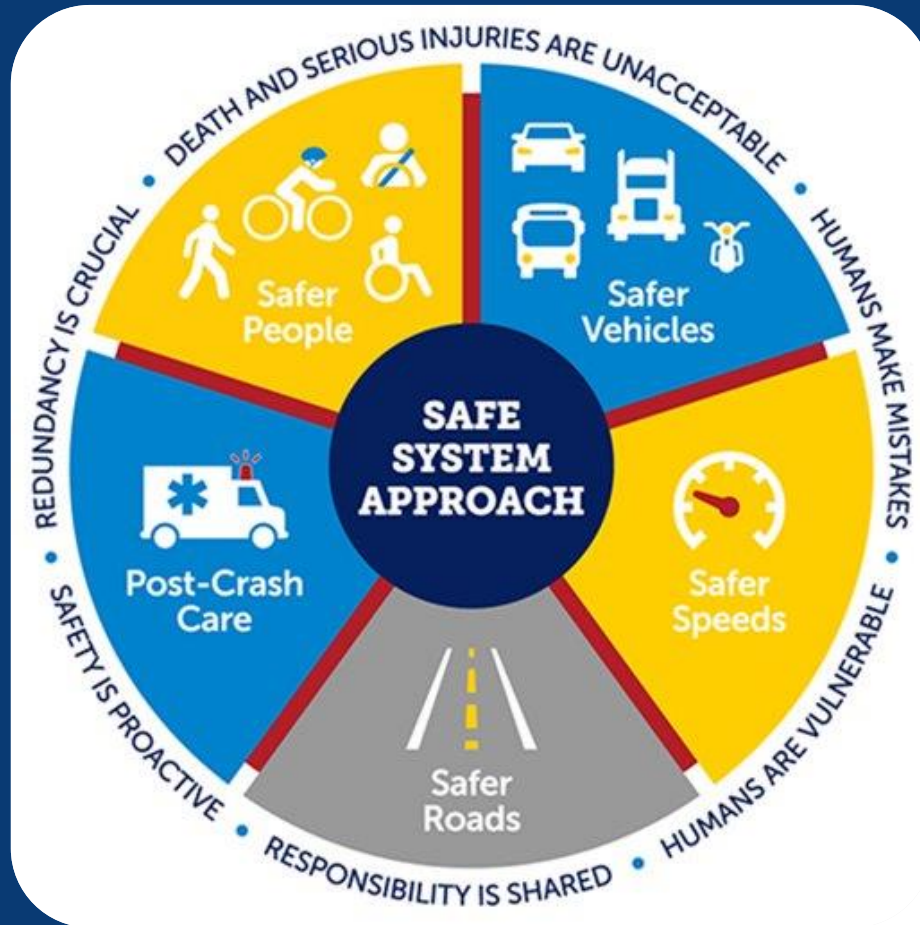 DEATH AND SERIOUS INJURIES ARE UNACCEPTABLE
HUMANS MAKE MISTAKES
HUMANS ARE VULNERABLE
RESPONSIBILITY IS SHARED
SAFETY IS PROACTIVE
REDUNDANCY IS CRUCIAL
Safer
People
Safer
Vehicles
SAFE
SYSTEM
APPROACH
Post-Crash
Care
Safer
Speeds
Safer
Roads